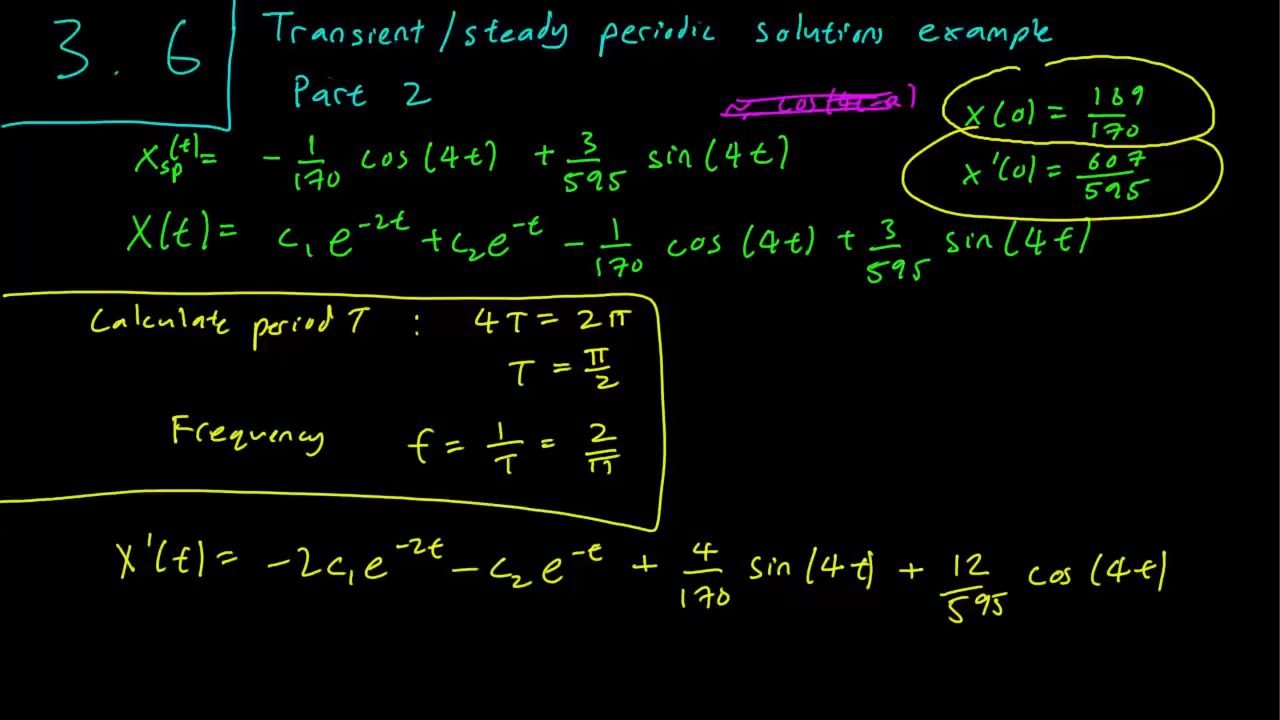 3.6 Transient/steady periodic solutions example
Part 2
cos(4t-α)
x(0) = 169/170
x'(0) = 607/595
x_sp(t) = -1/170 cos(4t) + 3/595 sin(4t)
x(t) = c₁e^(-2t) + c₂e^(-t) - 1/170 cos(4t) + 3/595 sin(4t)
Calculate period T : 4T = 2π
T = π/2
Frequency f = 1/T = 2/π
x'(t) = -2c₁e^(-2t) - c₂e^(-t) + 4/170 sin(4t) + 12/595 cos(4t)